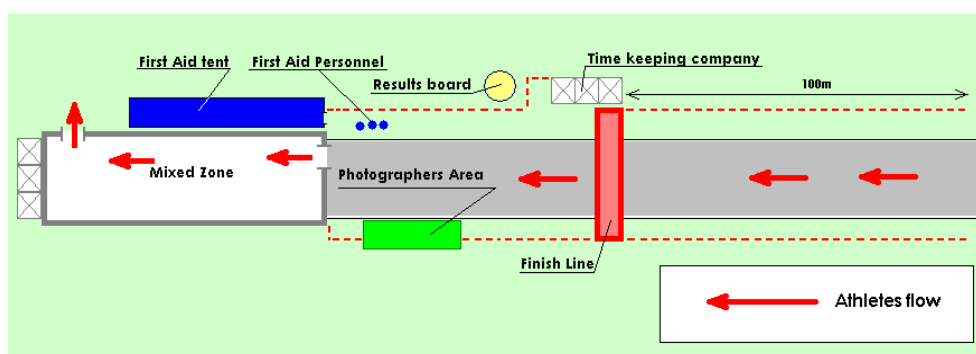 First Aid tent
First Aid Personnel
Time keeping company
Results board
100m
Mixed Zone
Photographers Area
Finish Line
Athletes flow